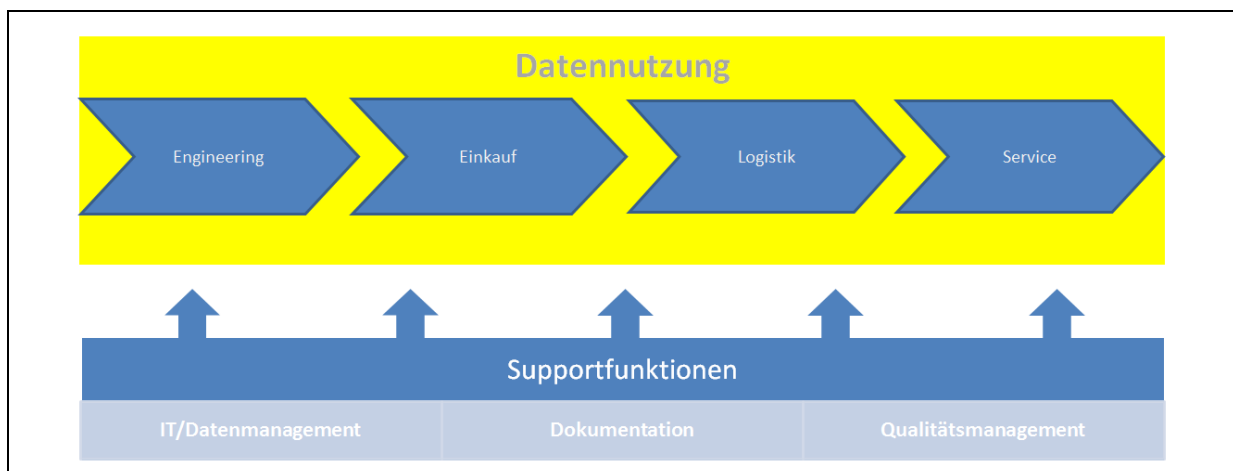 Datennutzung
Engineering Einkauf Logistik Service
Supportfunktionen
IT/Datenmanagement Dokumentation Qualitätsmanagement